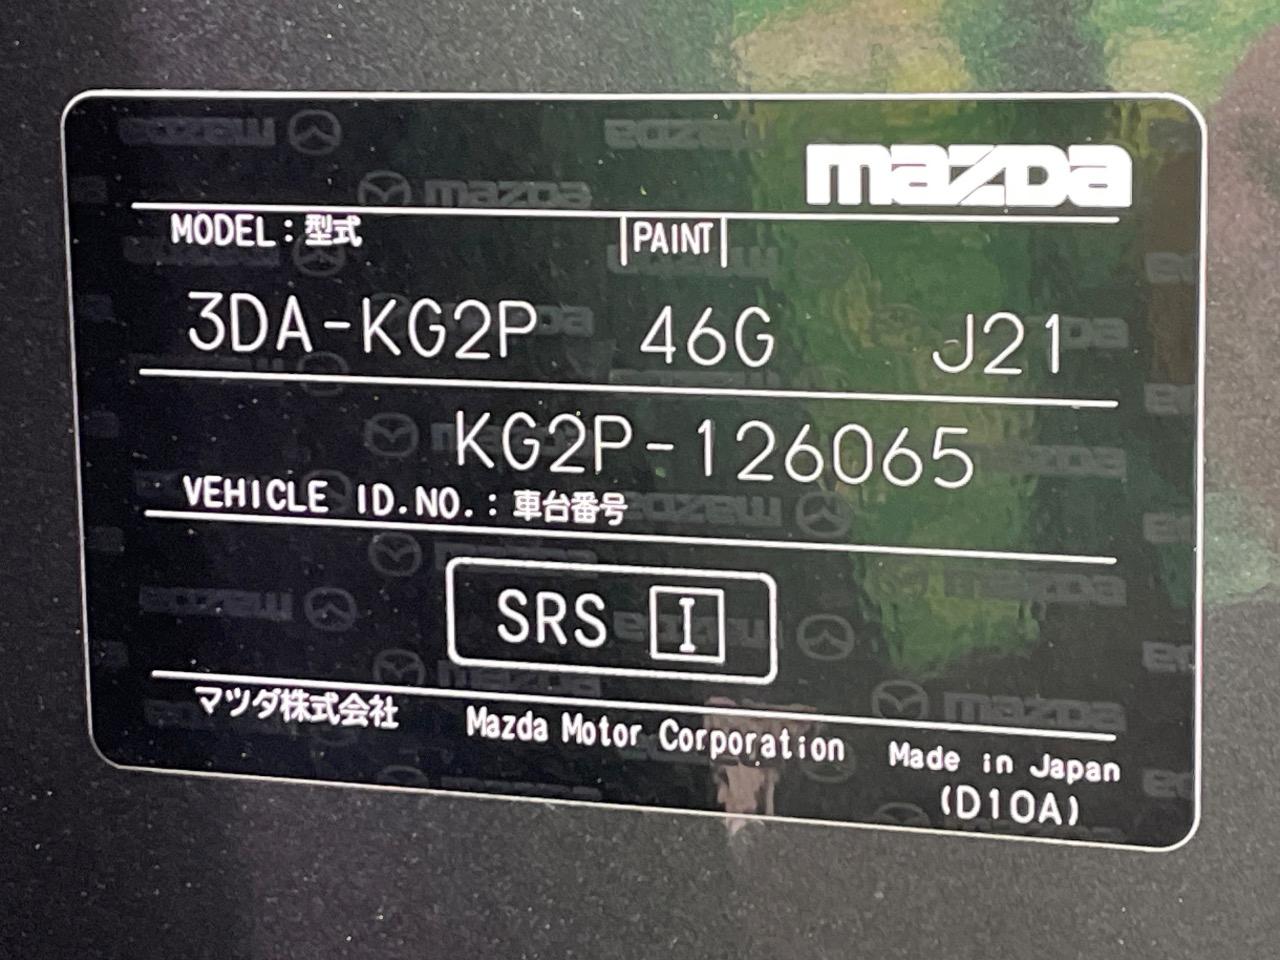 mazda
MODEL：型式 PAINT
3DA-KG2P 46G J21
KG2P-126065
VEHICLE ID.NO.：車台番号
SRS I
マツダ株式会社 Mazda Motor Corporation Made in Japan
(D10A)